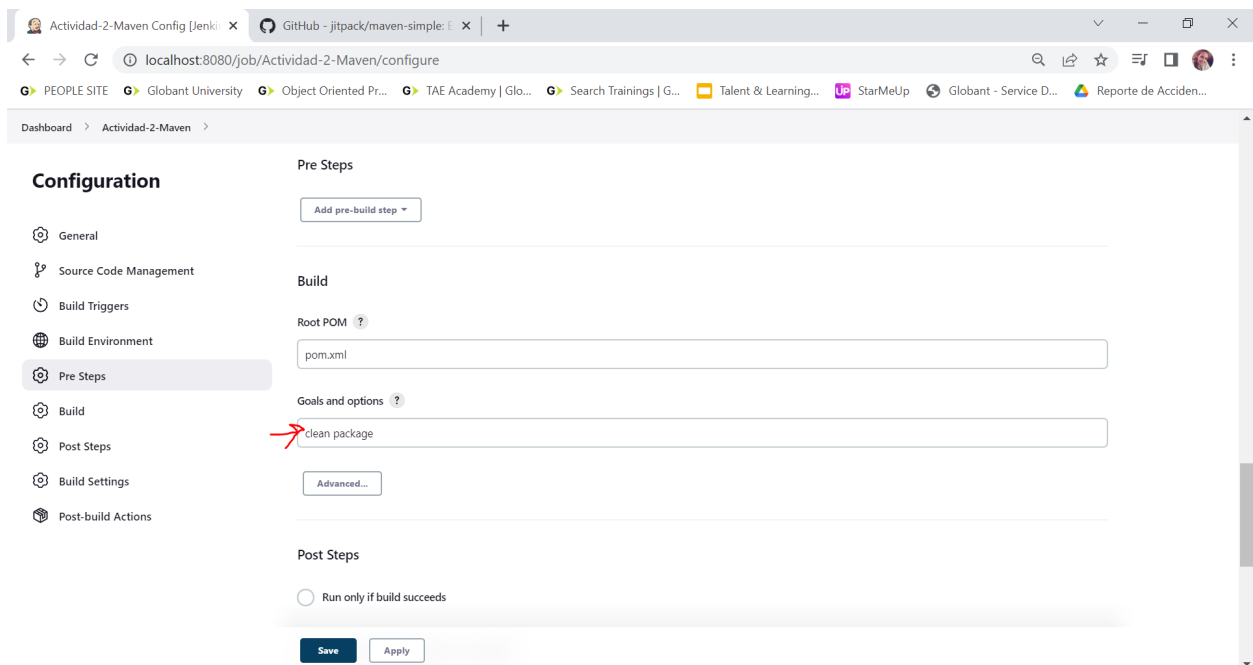 Actividad-2-Maven Config [Jenki
GitHub - jitpack/maven-simple: E
localhost:8080/job/Actividad-2-Maven/configure
PEOPLE SITE
Globant University
Object Oriented Pr...
TAE Academy | Glo...
Search Trainings | G...
Talent & Learning...
UP StarMeUp
Globant - Service D...
Reporte de Acciden...
Dashboard
Actividad-2-Maven
Configuration
General
Source Code Management
Build Triggers
Build Environment
Pre Steps
Build
Post Steps
Build Settings
Post-build Actions
Pre Steps
Add pre-build step
Build
Root POM ?
pom.xml
Goals and options ?
clean package
Advanced...
Post Steps
Run only if build succeeds
Save
Apply